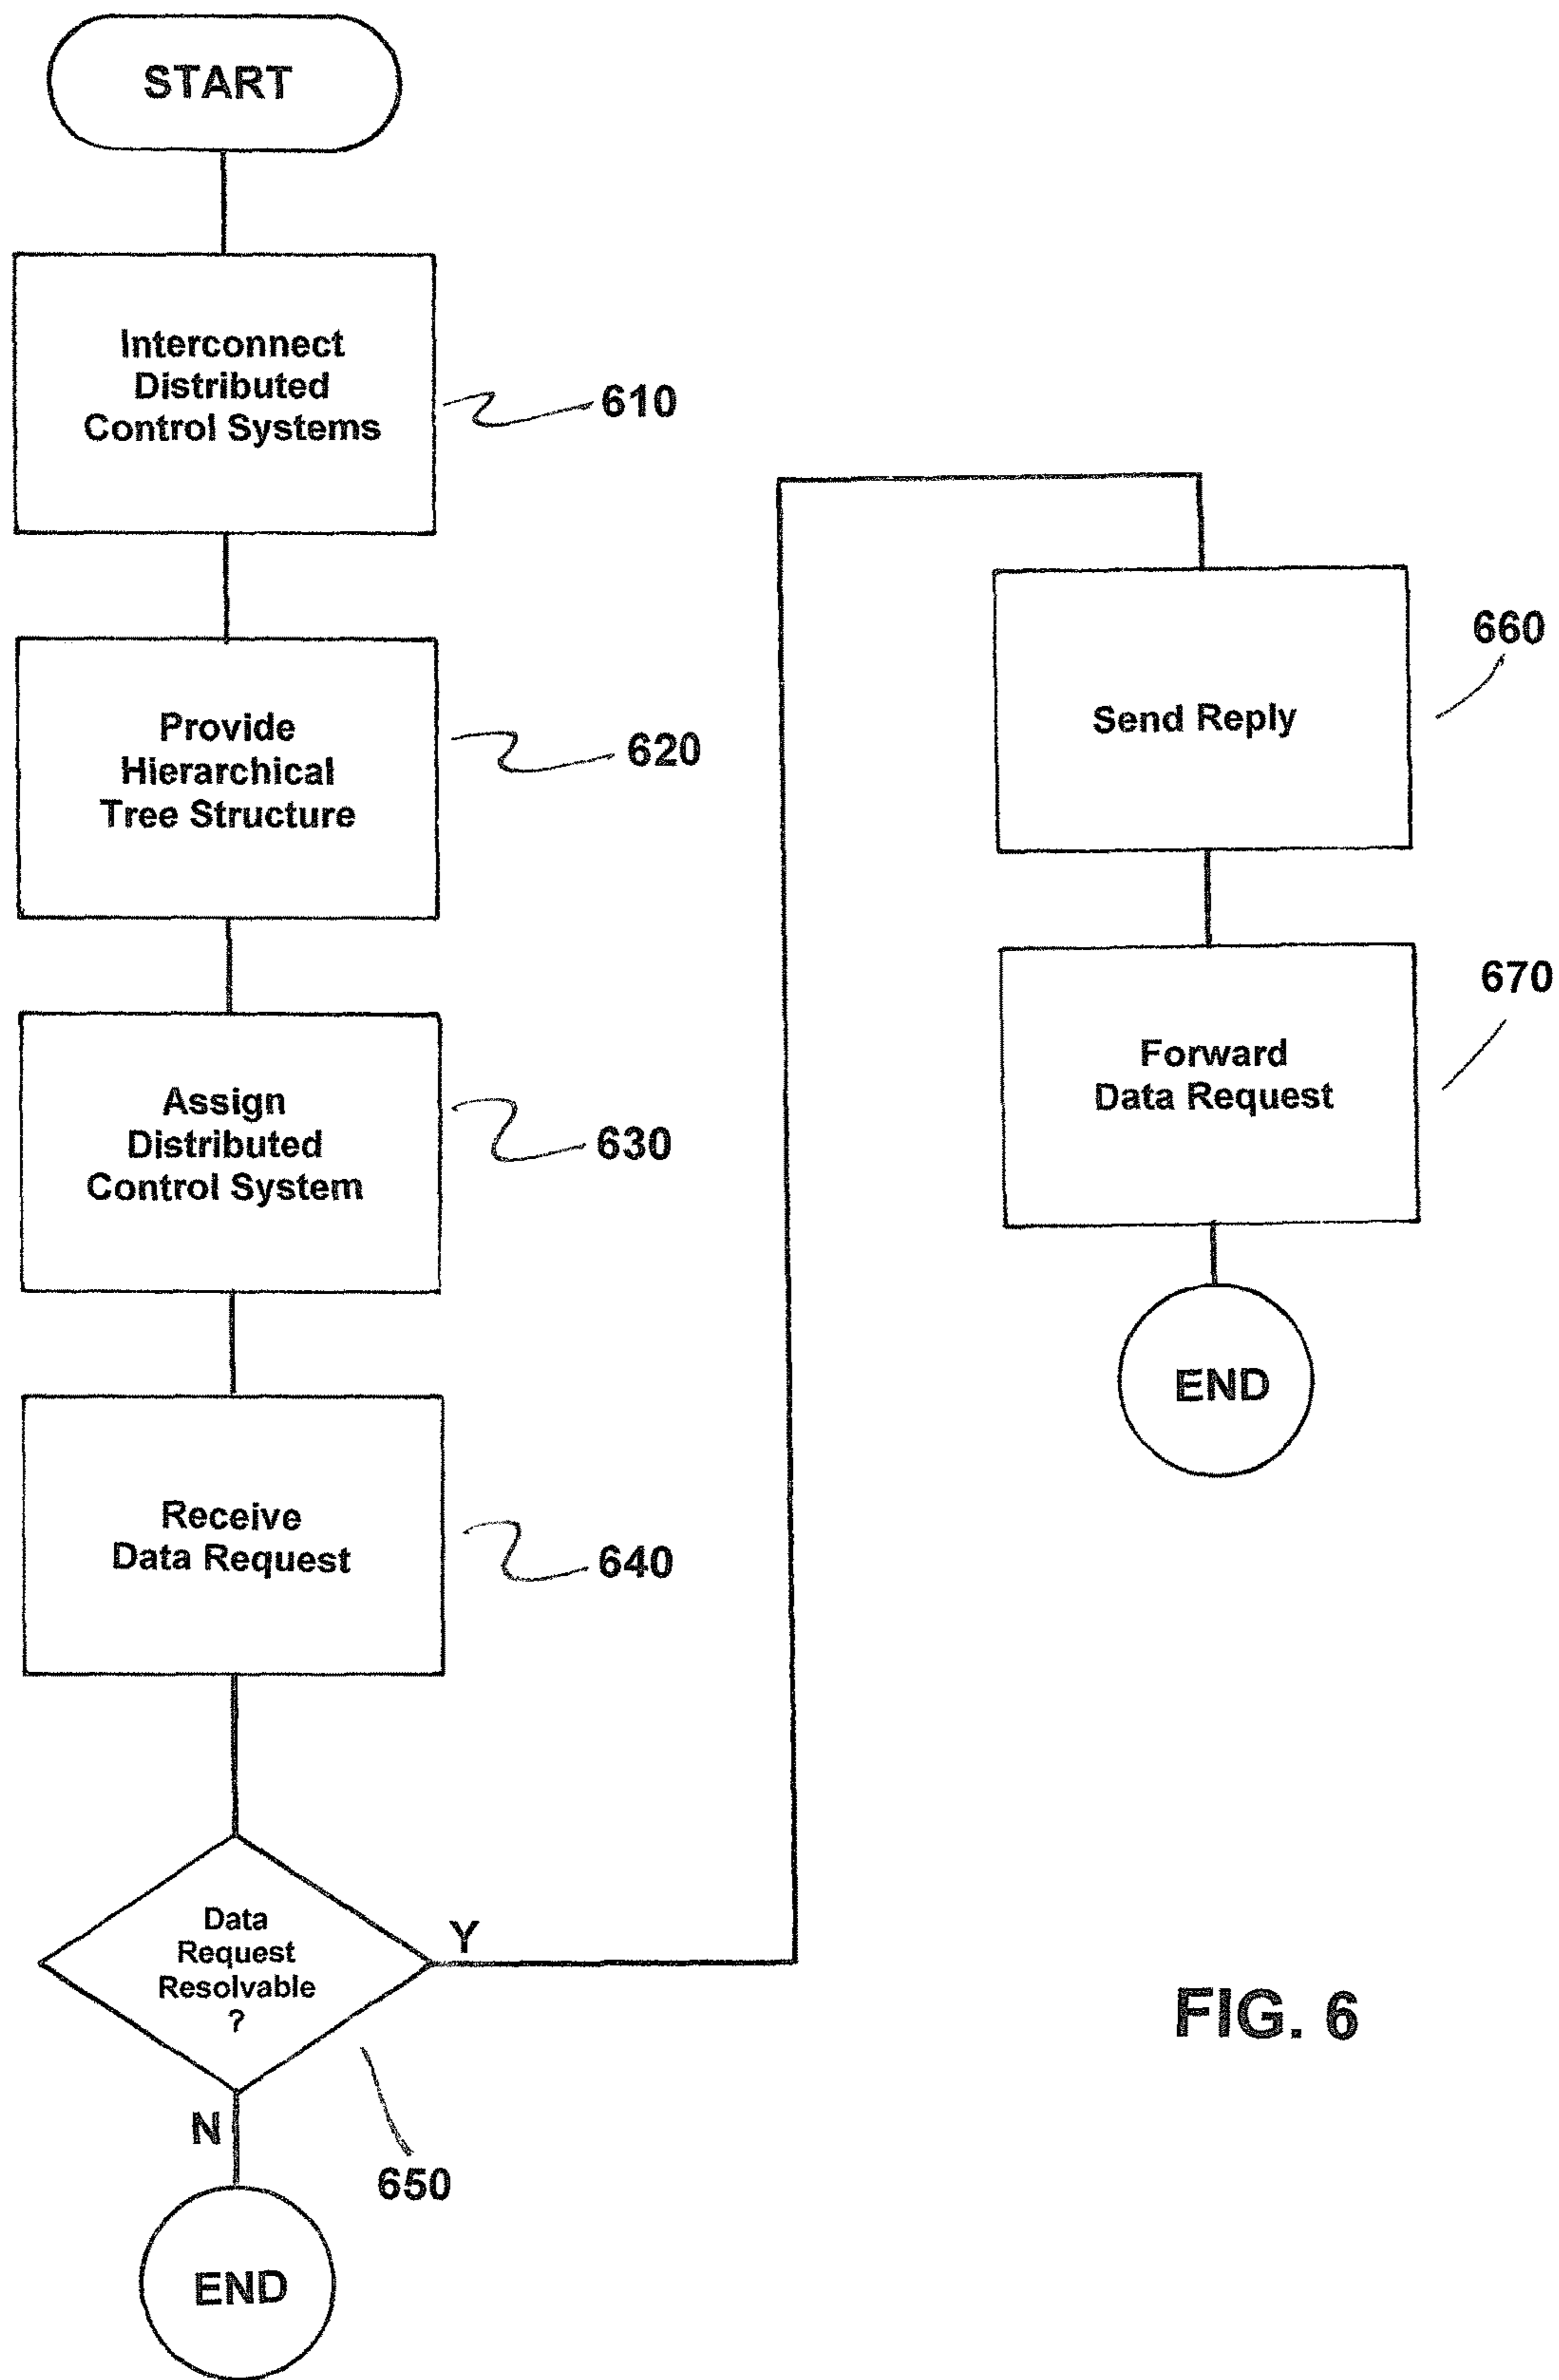 START
Interconnect
Distributed
Control Systems
610
Provide
Hierarchical
Tree Structure
620
Assign
Distributed
Control System
630
Receive
Data Request
640
Data
Request
Resolvable
?
Y
N
650
END
660
Send Reply
670
Forward
Data Request
END
FIG. 6